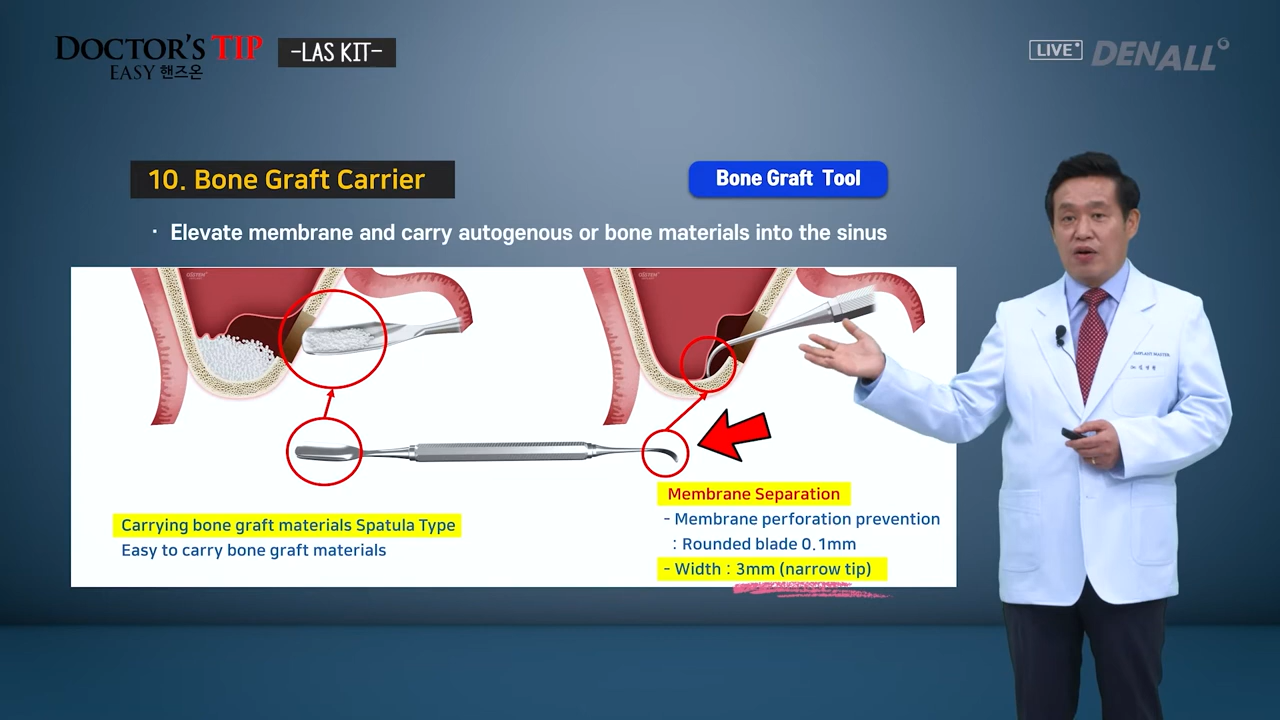 DOCTOR'S TIP
EASY 핸즈온
-LAS KIT-
LIVE
DENALL
10. Bone Graft Carrier
Bone Graft Tool
· Elevate membrane and carry autogenous or bone materials into the sinus
Carrying bone graft materials Spatula Type
Easy to carry bone graft materials
Membrane Separation
- Membrane perforation prevention
: Rounded blade 0.1mm
- Width : 3mm (narrow tip)
IMPLANT MASTER